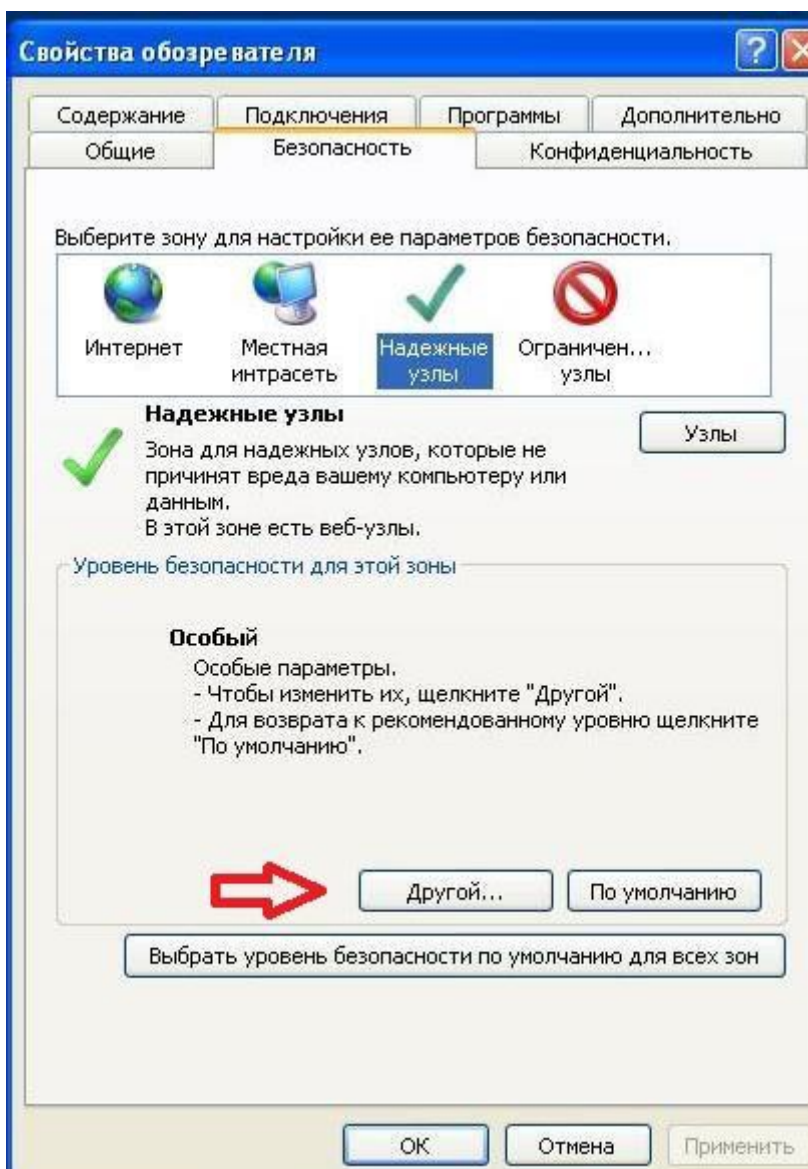 Свойства обозревателя
Содержание Подключения Программы Дополнительно
Общие Безопасность Конфиденциальность
Выберите зону для настройки ее параметров безопасности.
Интернет Местная интрасеть Надежные узлы Ограничен... узлы
Надежные узлы
Узлы
Зона для надежных узлов, которые не
причинят вреда вашему компьютеру или
данным.
В этой зоне есть веб-узлы.
Уровень безопасности для этой зоны
Особый
Особые параметры.
- Чтобы изменить их, щелкните "Другой".
- Для возврата к рекомендованному уровню щелкните
"По умолчанию".
Другой... По умолчанию
Выбрать уровень безопасности по умолчанию для всех зон
ОК Отмена Применить